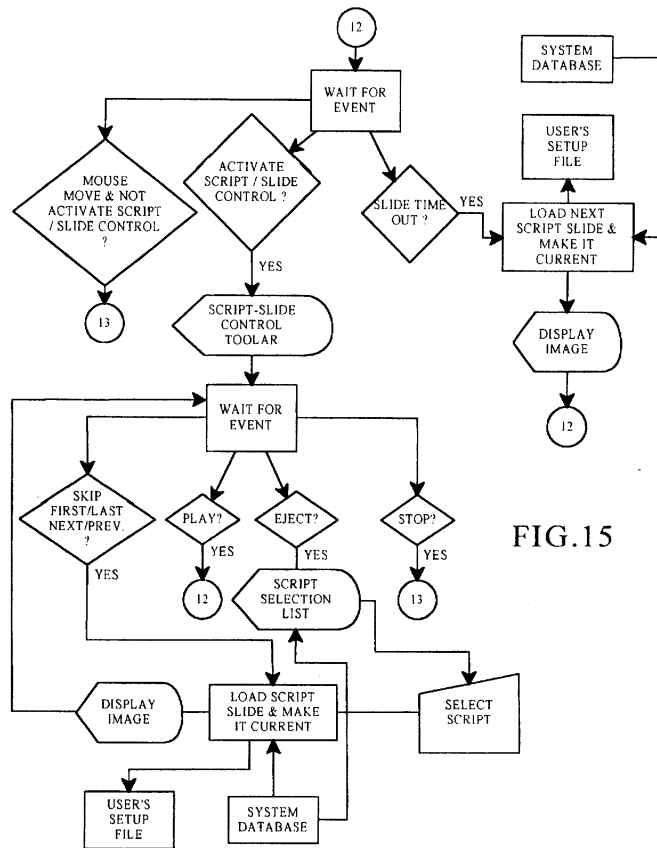 12
WAIT FOR
EVENT
SYSTEM
DATABASE
USER'S
SETUP
FILE
MOUSE
MOVE & NOT
ACTIVATE SCRIPT
/ SLIDE CONTROL
?
ACTIVATE
SCRIPT / SLIDE
CONTROL ?
SLIDE TIME
OUT ?
YES
LOAD NEXT
SCRIPT SLIDE &
MAKE IT
CURRENT
YES
13
SCRIPT-SLIDE
CONTROL
TOOLAR
DISPLAY
IMAGE
12
WAIT FOR
EVENT
SKIP
FIRST/LAST
NEXT/PREV.
?
PLAY?
EJECT?
STOP?
FIG.15
YES
YES
YES
YES
12
SCRIPT
SELECTION
LIST
13
DISPLAY
IMAGE
LOAD SCRIPT
SLIDE & MAKE
IT CURRENT
SELECT
SCRIPT
USER'S
SETUP
FILE
SYSTEM
DATABASE